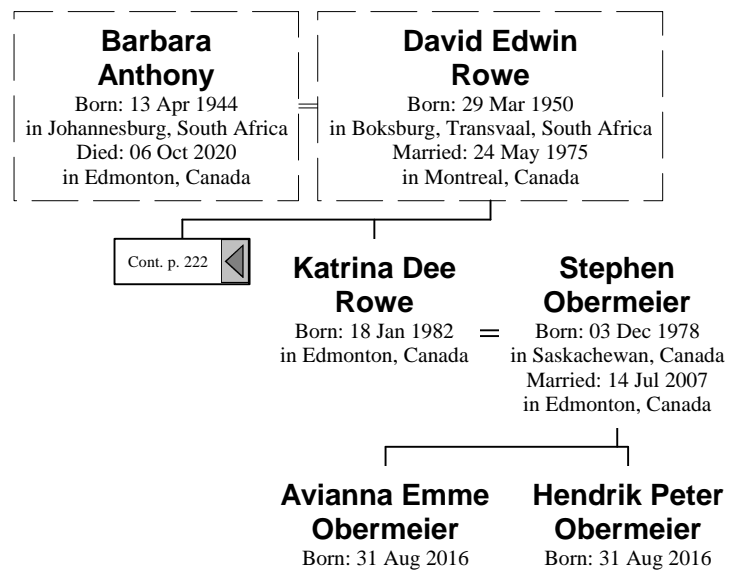 Barbara
Anthony
Born: 13 Apr 1944
in Johannesburg, South Africa
Died: 06 Oct 2020
in Edmonton, Canada
David Edwin
Rowe
Born: 29 Mar 1950
in Boksburg, Transvaal, South Africa
Married: 24 May 1975
in Montreal, Canada
Cont. p. 222
Katrina Dee
Rowe
Born: 18 Jan 1982
in Edmonton, Canada
Stephen
Obermeier
Born: 03 Dec 1978
in Saskachewan, Canada
Married: 14 Jul 2007
in Edmonton, Canada
Avianna Emme
Obermeier
Born: 31 Aug 2016
Hendrik Peter
Obermeier
Born: 31 Aug 2016